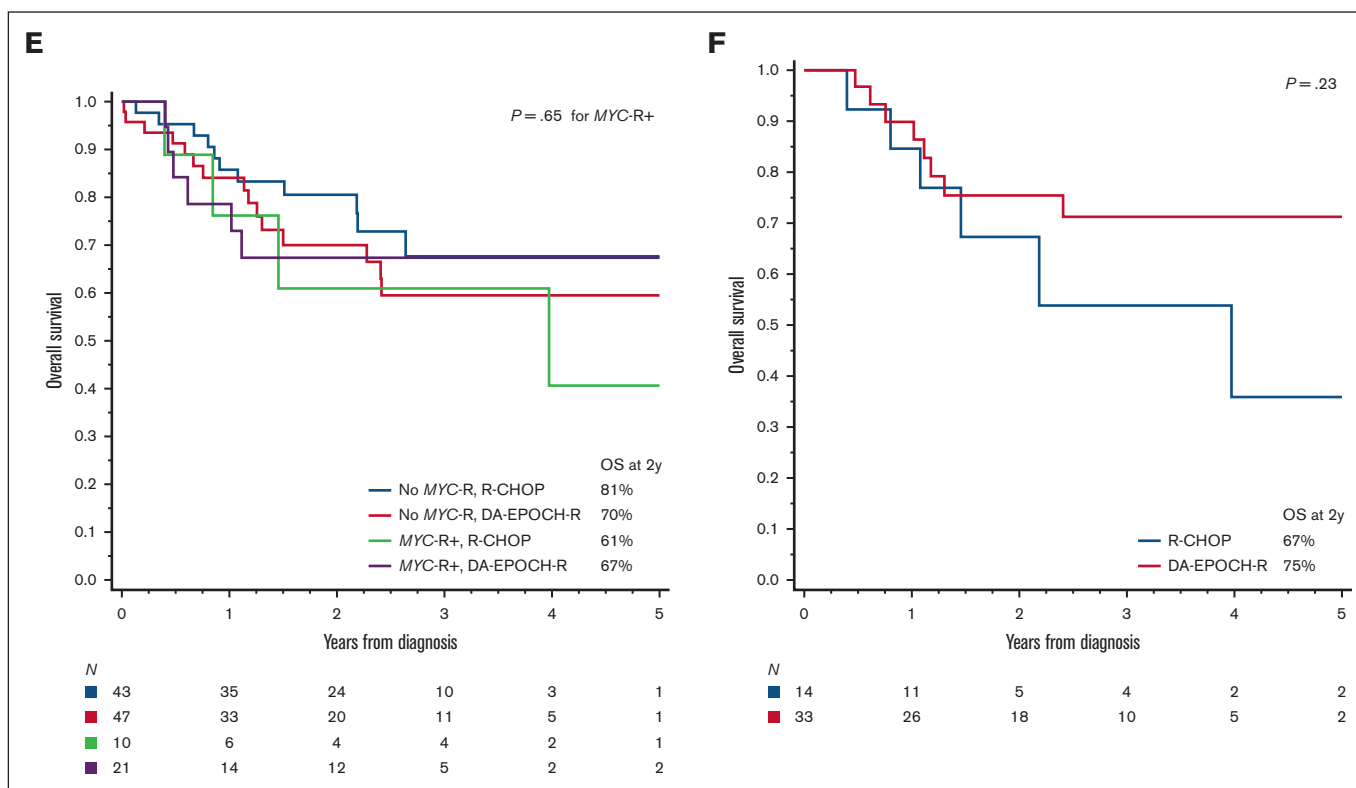 E
P = .65 for MYC-R+
1.0
0.9
0.8
0.7
0.6
0.5
0.4
0.3
0.2
0.1
0.0
Overall survival
OS at 2y
No MYC-R, R-CHOP 81%
No MYC-R, DA-EPOCH-R 70%
MYC-R+, R-CHOP 61%
MYC-R+, DA-EPOCH-R 67%
0 1 2 3 4 5
Years from diagnosis
N
43 35 24 10 3 1
47 33 20 11 5 1
10 6 4 4 2 1
21 14 12 5 2 2
F
P = .23
1.0
0.9
0.8
0.7
0.6
0.5
0.4
0.3
0.2
0.1
0.0
Overall survival
OS at 2y
R-CHOP 67%
DA-EPOCH-R 75%
0 1 2 3 4 5
Years from diagnosis
N
14 11 5 4 2 2
33 26 18 10 5 2